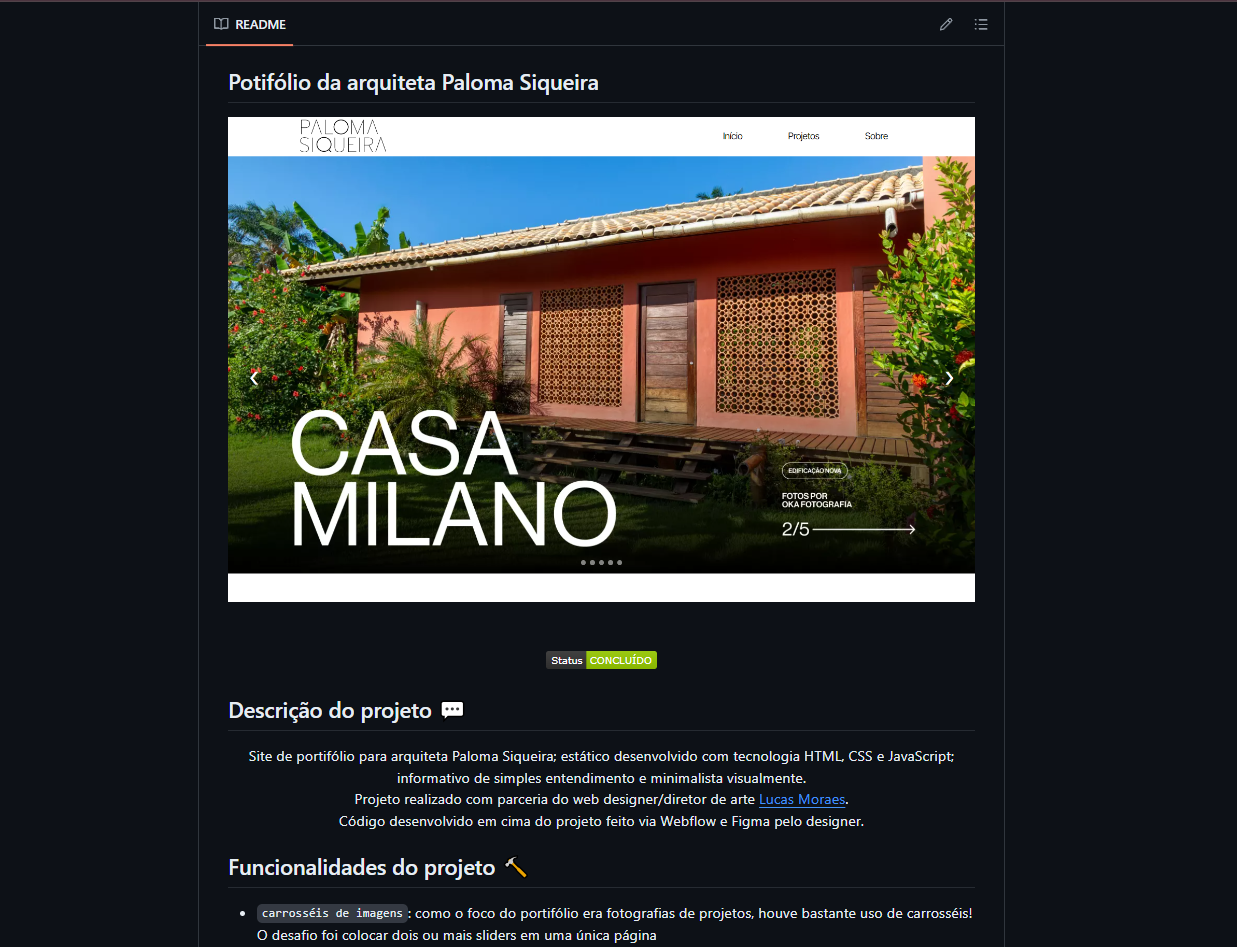 README
Potifólio da arquiteta Paloma Siqueira
PALOMA
SIQUEIRA
Início Projetos Sobre
CASA
MILANO
EDIFICAÇÃO NOVA
FOTOS POR
OKA FOTOGRAFIA
2/5
Status CONCLUÍDO
Descrição do projeto 💬
Site de portifólio para arquiteta Paloma Siqueira; estático desenvolvido com tecnologia HTML, CSS e JavaScript;
informativo de simples entendimento e minimalista visualmente.
Projeto realizado com parceria do web designer/diretor de arte Lucas Moraes.
Código desenvolvido em cima do projeto feito via Webflow e Figma pelo designer.
Funcionalidades do projeto 🔨
• carrosséis de imagens: como o foco do portifólio era fotografias de projetos, houve bastante uso de carrosséis!
O desafio foi colocar dois ou mais sliders em uma única página